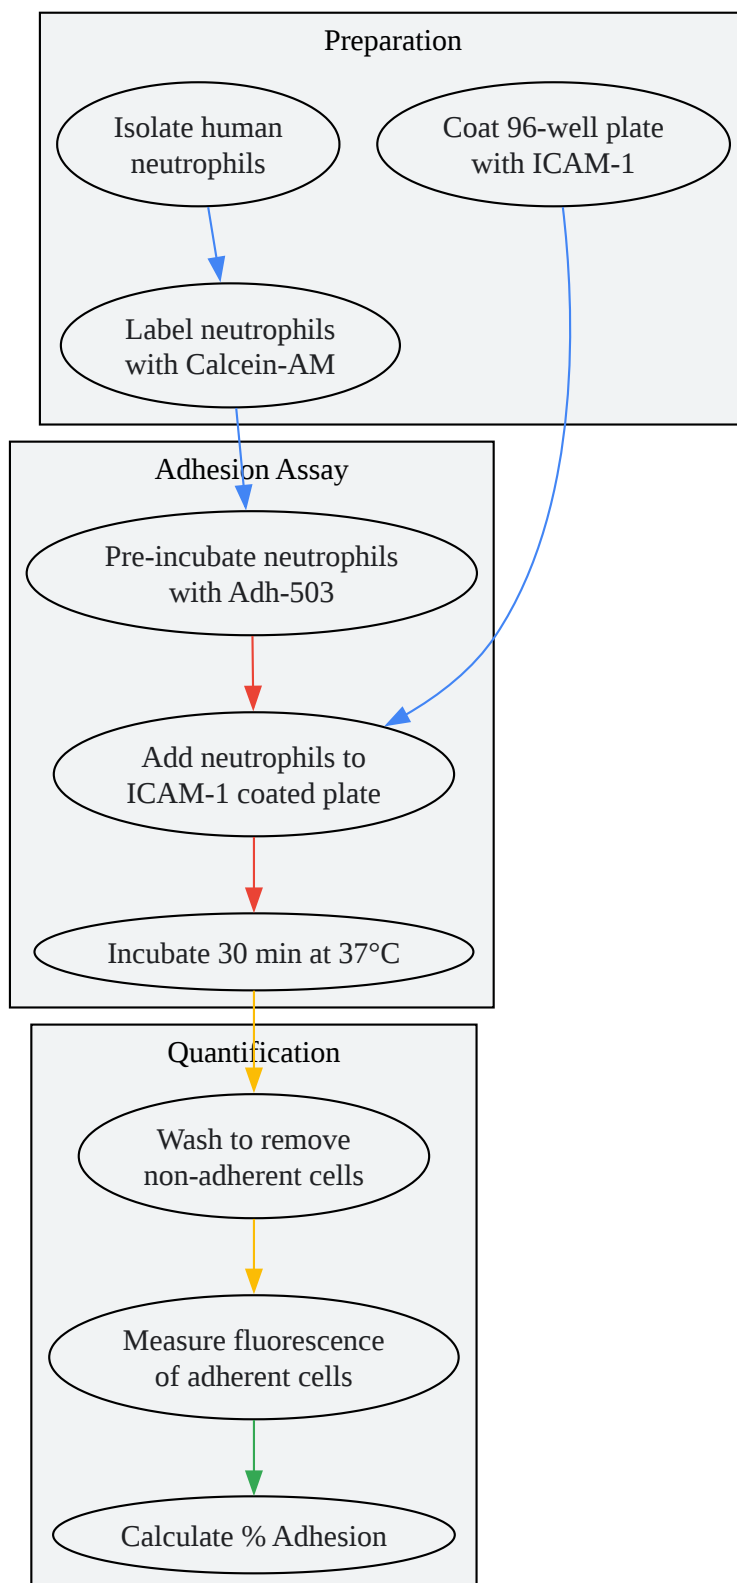 Preparation
Isolate human
neutrophils
Coat 96-well plate
with ICAM-1
Label neutrophils
with Calcein-AM
Adhesion Assay
Pre-incubate neutrophils
with Adh-503
Add neutrophils to
ICAM-1 coated plate
Incubate 30 min at 37°C
Quantification
Wash to remove
non-adherent cells
Measure fluorescence
of adherent cells
Calculate % Adhesion